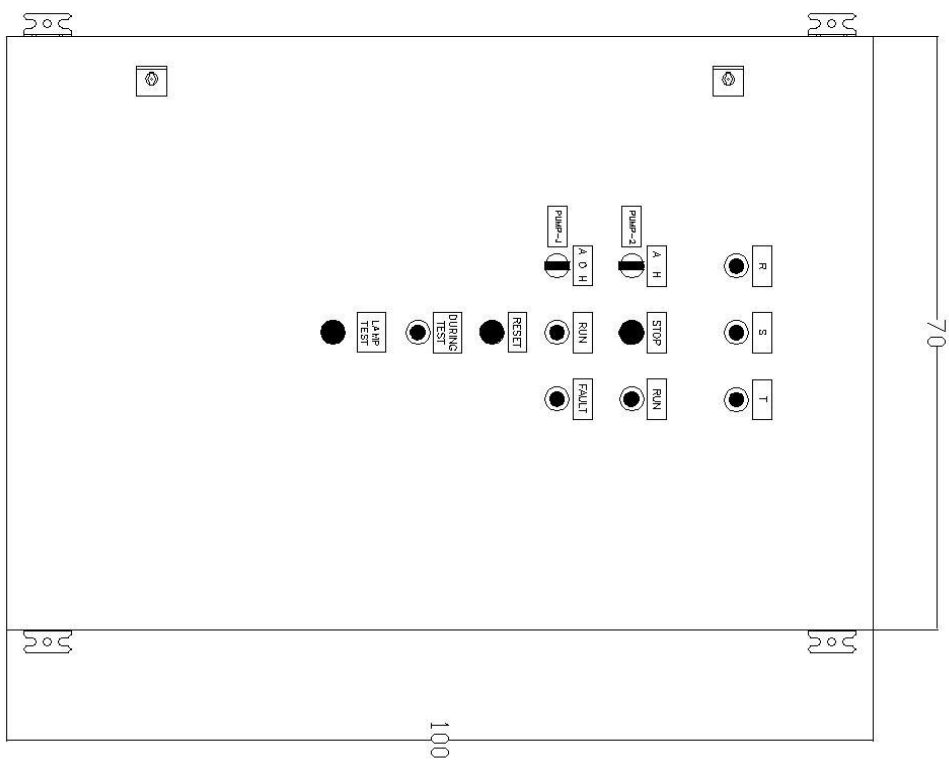 70
R
S
T
PUMP-2
A H
STOP
RUN
PUMP-1
A O H
RUN
FAULT
RESET
DURING
TEST
LAMP
TEST
100